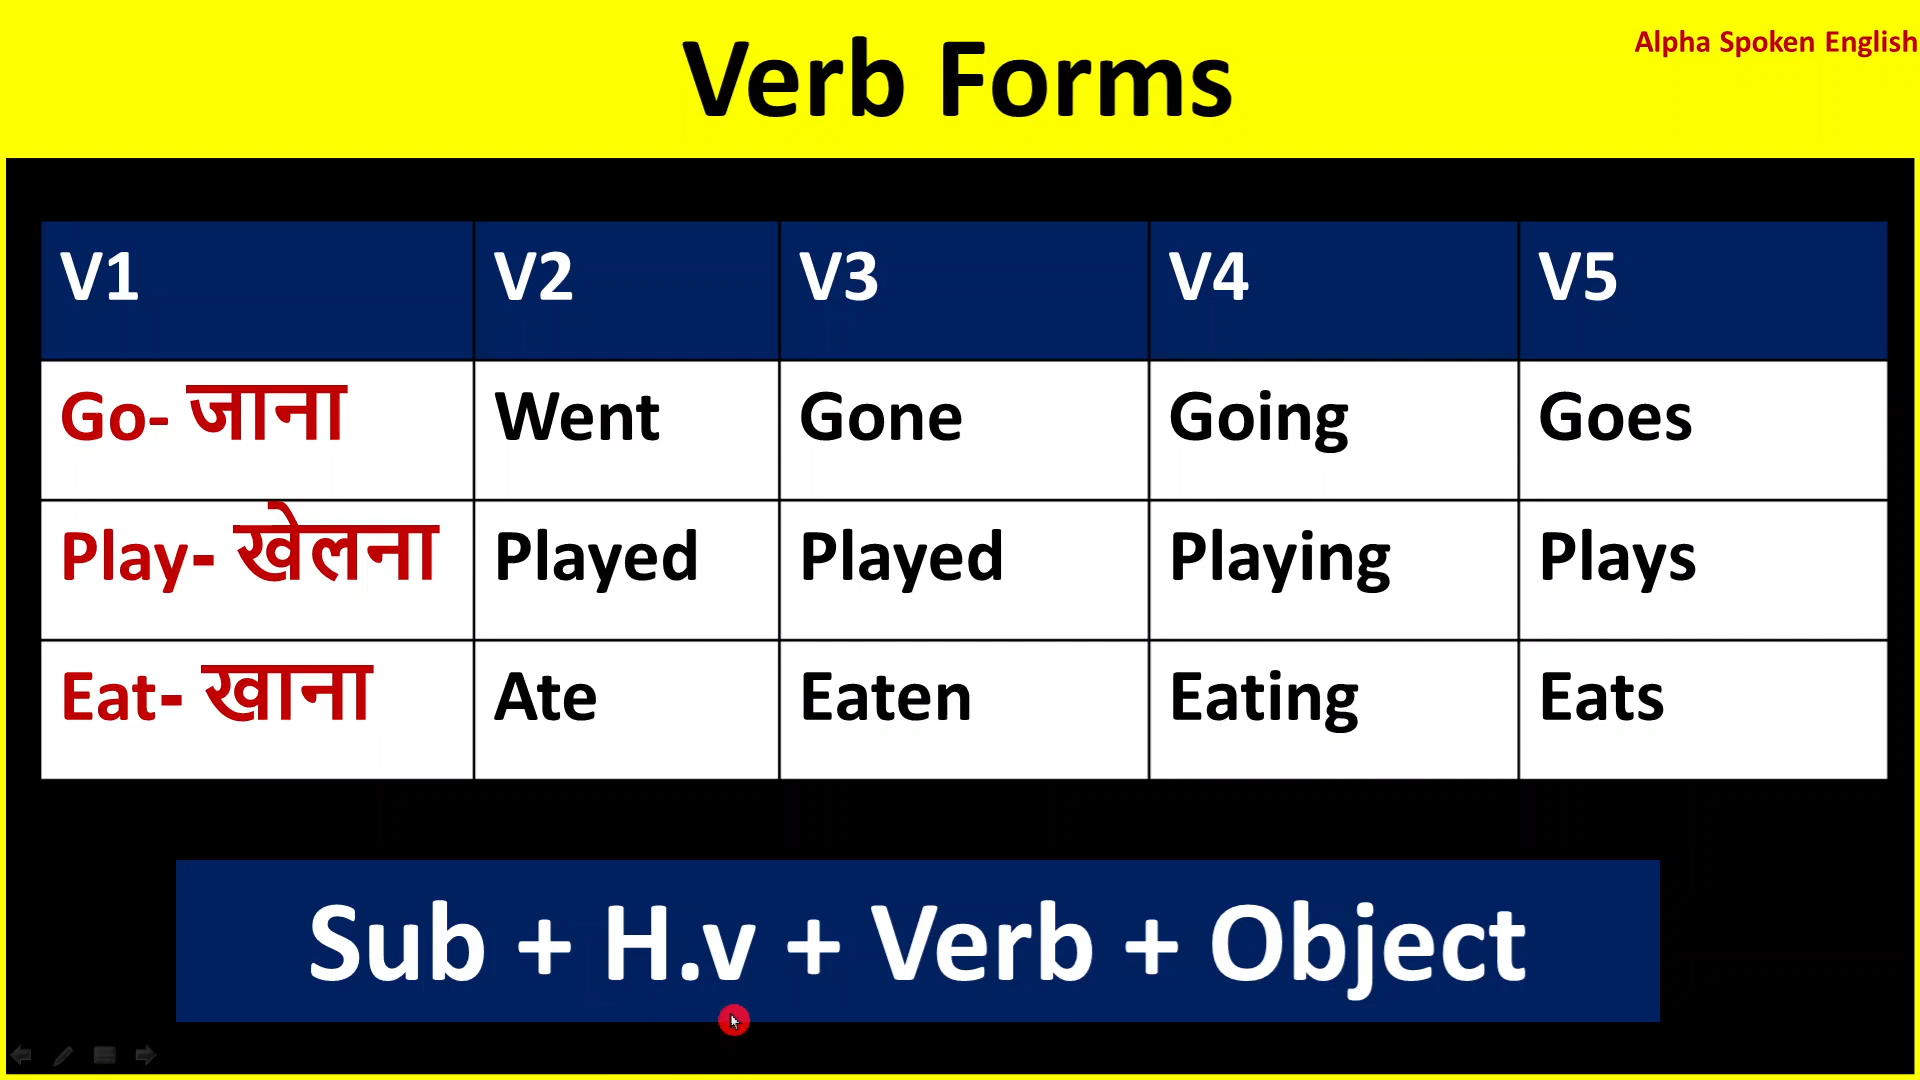 Verb Forms
Alpha Spoken English
V1 V2 V3 V4 V5
Go- जाना Went Gone Going Goes
Play- खेलना Played Played Playing Plays
Eat- खाना Ate Eaten Eating Eats
Sub + H.v + Verb + Object